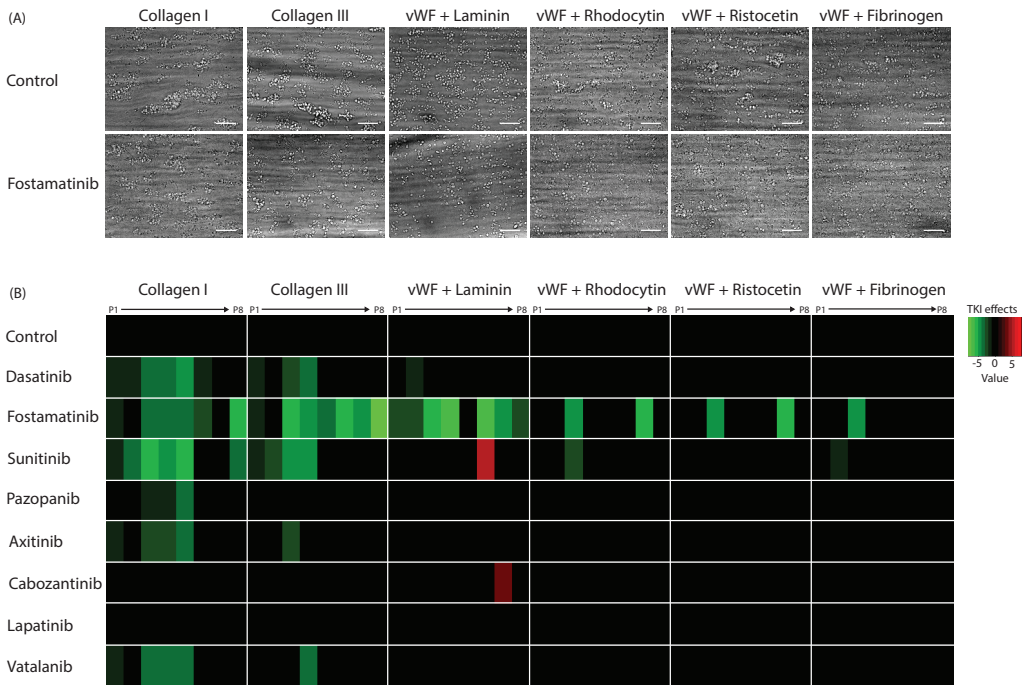 (A)
Collagen I Collagen III vWF + Laminin vWF + Rhodocytin vWF + Ristocetin vWF + Fibrinogen
Control
Fostamatinib
(B)
Collagen I Collagen III vWF + Laminin vWF + Rhodocytin vWF + Ristocetin vWF + Fibrinogen
P1 P8 P1 P8 P1 P8 P1 P8 P1 P8 P1 P8
TKI effects
-5 0 5
Value
Control
Dasatinib
Fostamatinib
Sunitinib
Pazopanib
Axitinib
Cabozantinib
Lapatinib
Vatalanib